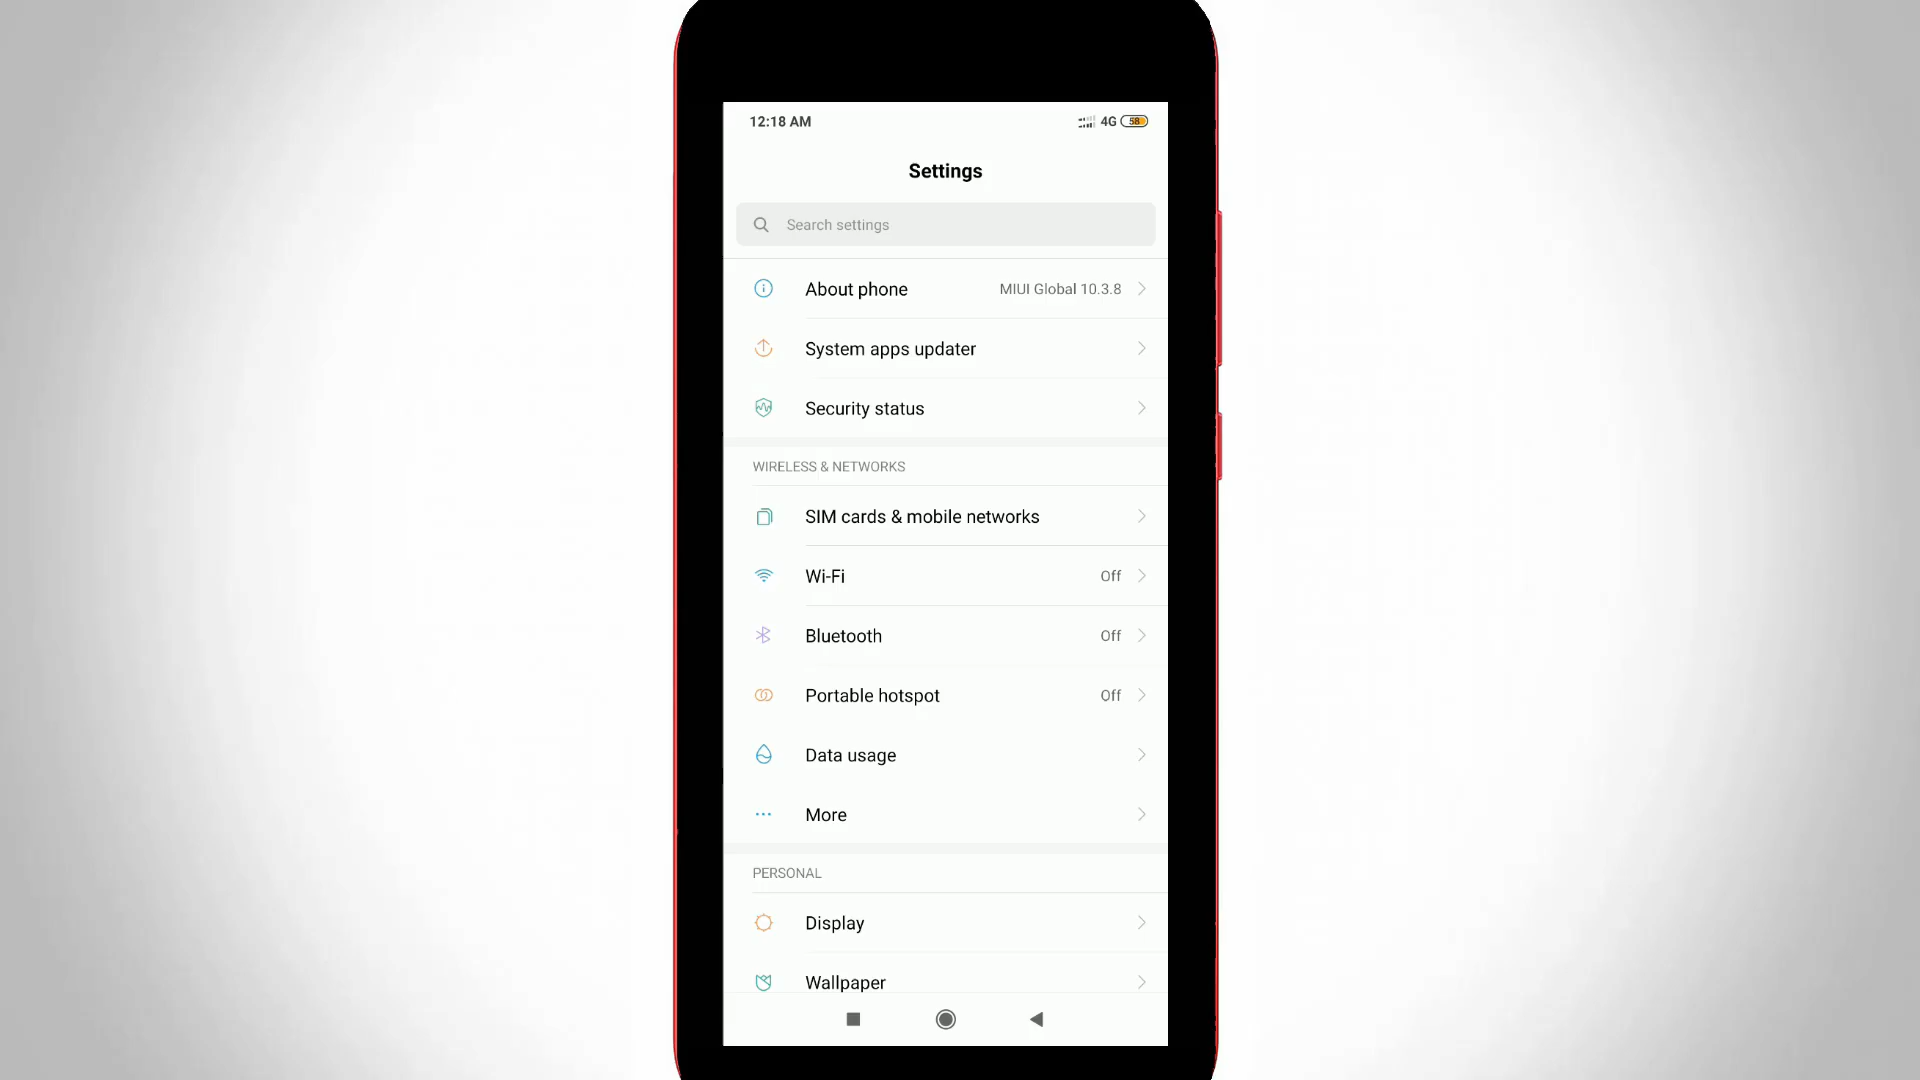 12:18 AM 4G 58
Settings
Search settings
About phone MIUI Global 10.3.8
System apps updater
Security status
WIRELESS & NETWORKS
SIM cards & mobile networks
Wi-Fi Off
Bluetooth Off
Portable hotspot Off
Data usage
More
PERSONAL
Display
Wallpaper